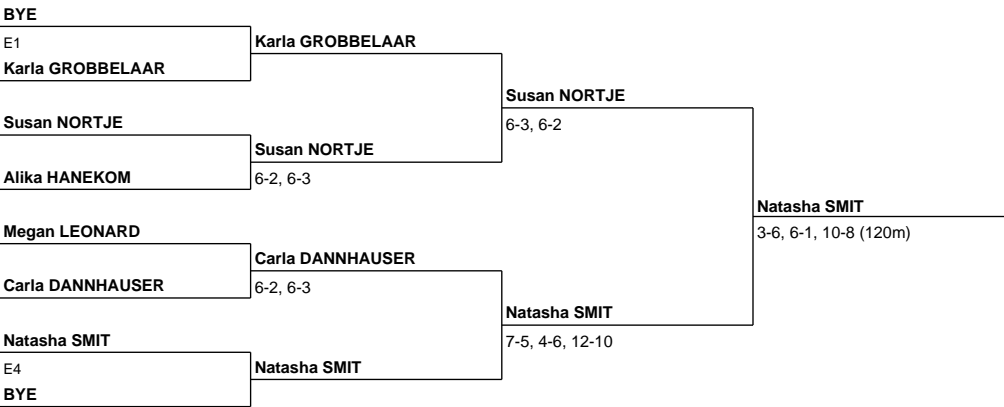 BYE
E1
Karla GROBBELAAR
Susan NORTJE
Alika HANEKOM
Megan LEONARD
Carla DANNHAUSER
Natasha SMIT
E4
BYE
Karla GROBBELAAR
Susan NORTJE
6-2, 6-3
Carla DANNHAUSER
6-2, 6-3
Natasha SMIT
Susan NORTJE
6-3, 6-2
Natasha SMIT
7-5, 4-6, 12-10
Natasha SMIT
3-6, 6-1, 10-8 (120m)